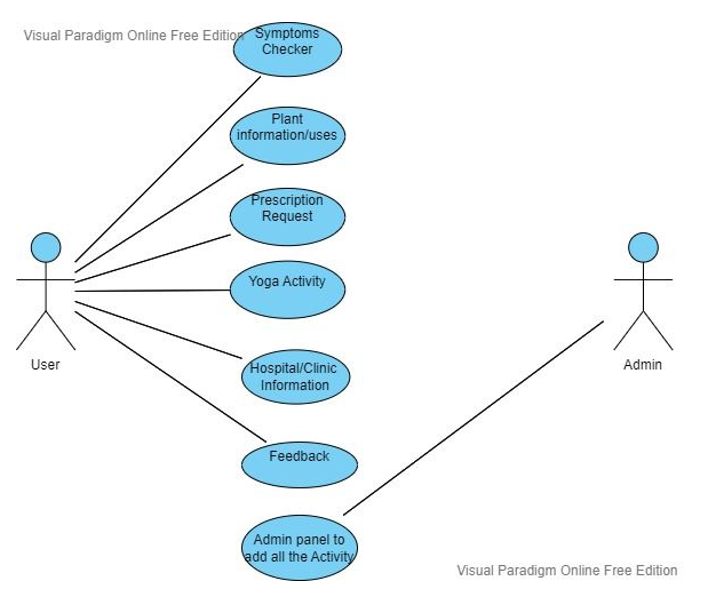 Visual Paradigm Online Free Edition
Symptoms
Checker
Plant
information/uses
Prescription
Request
Yoga Activity
User
Admin
Hospital/Clinic
Information
Feedback
Admin panel to
add all the Activity
Visual Paradigm Online Free Edition